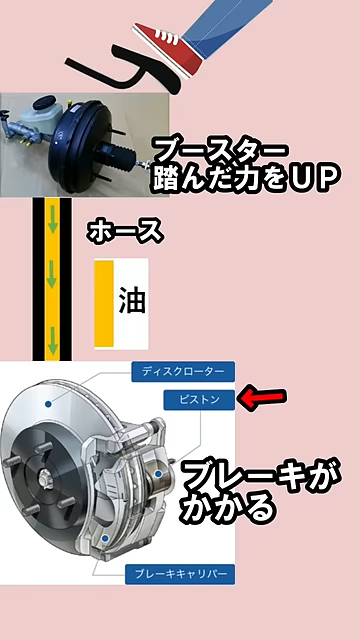 ブースター
踏んだ力をUP
ホース
油
ディスクローター
ピストン
ブレーキが
かかる
ブレーキキャリパー